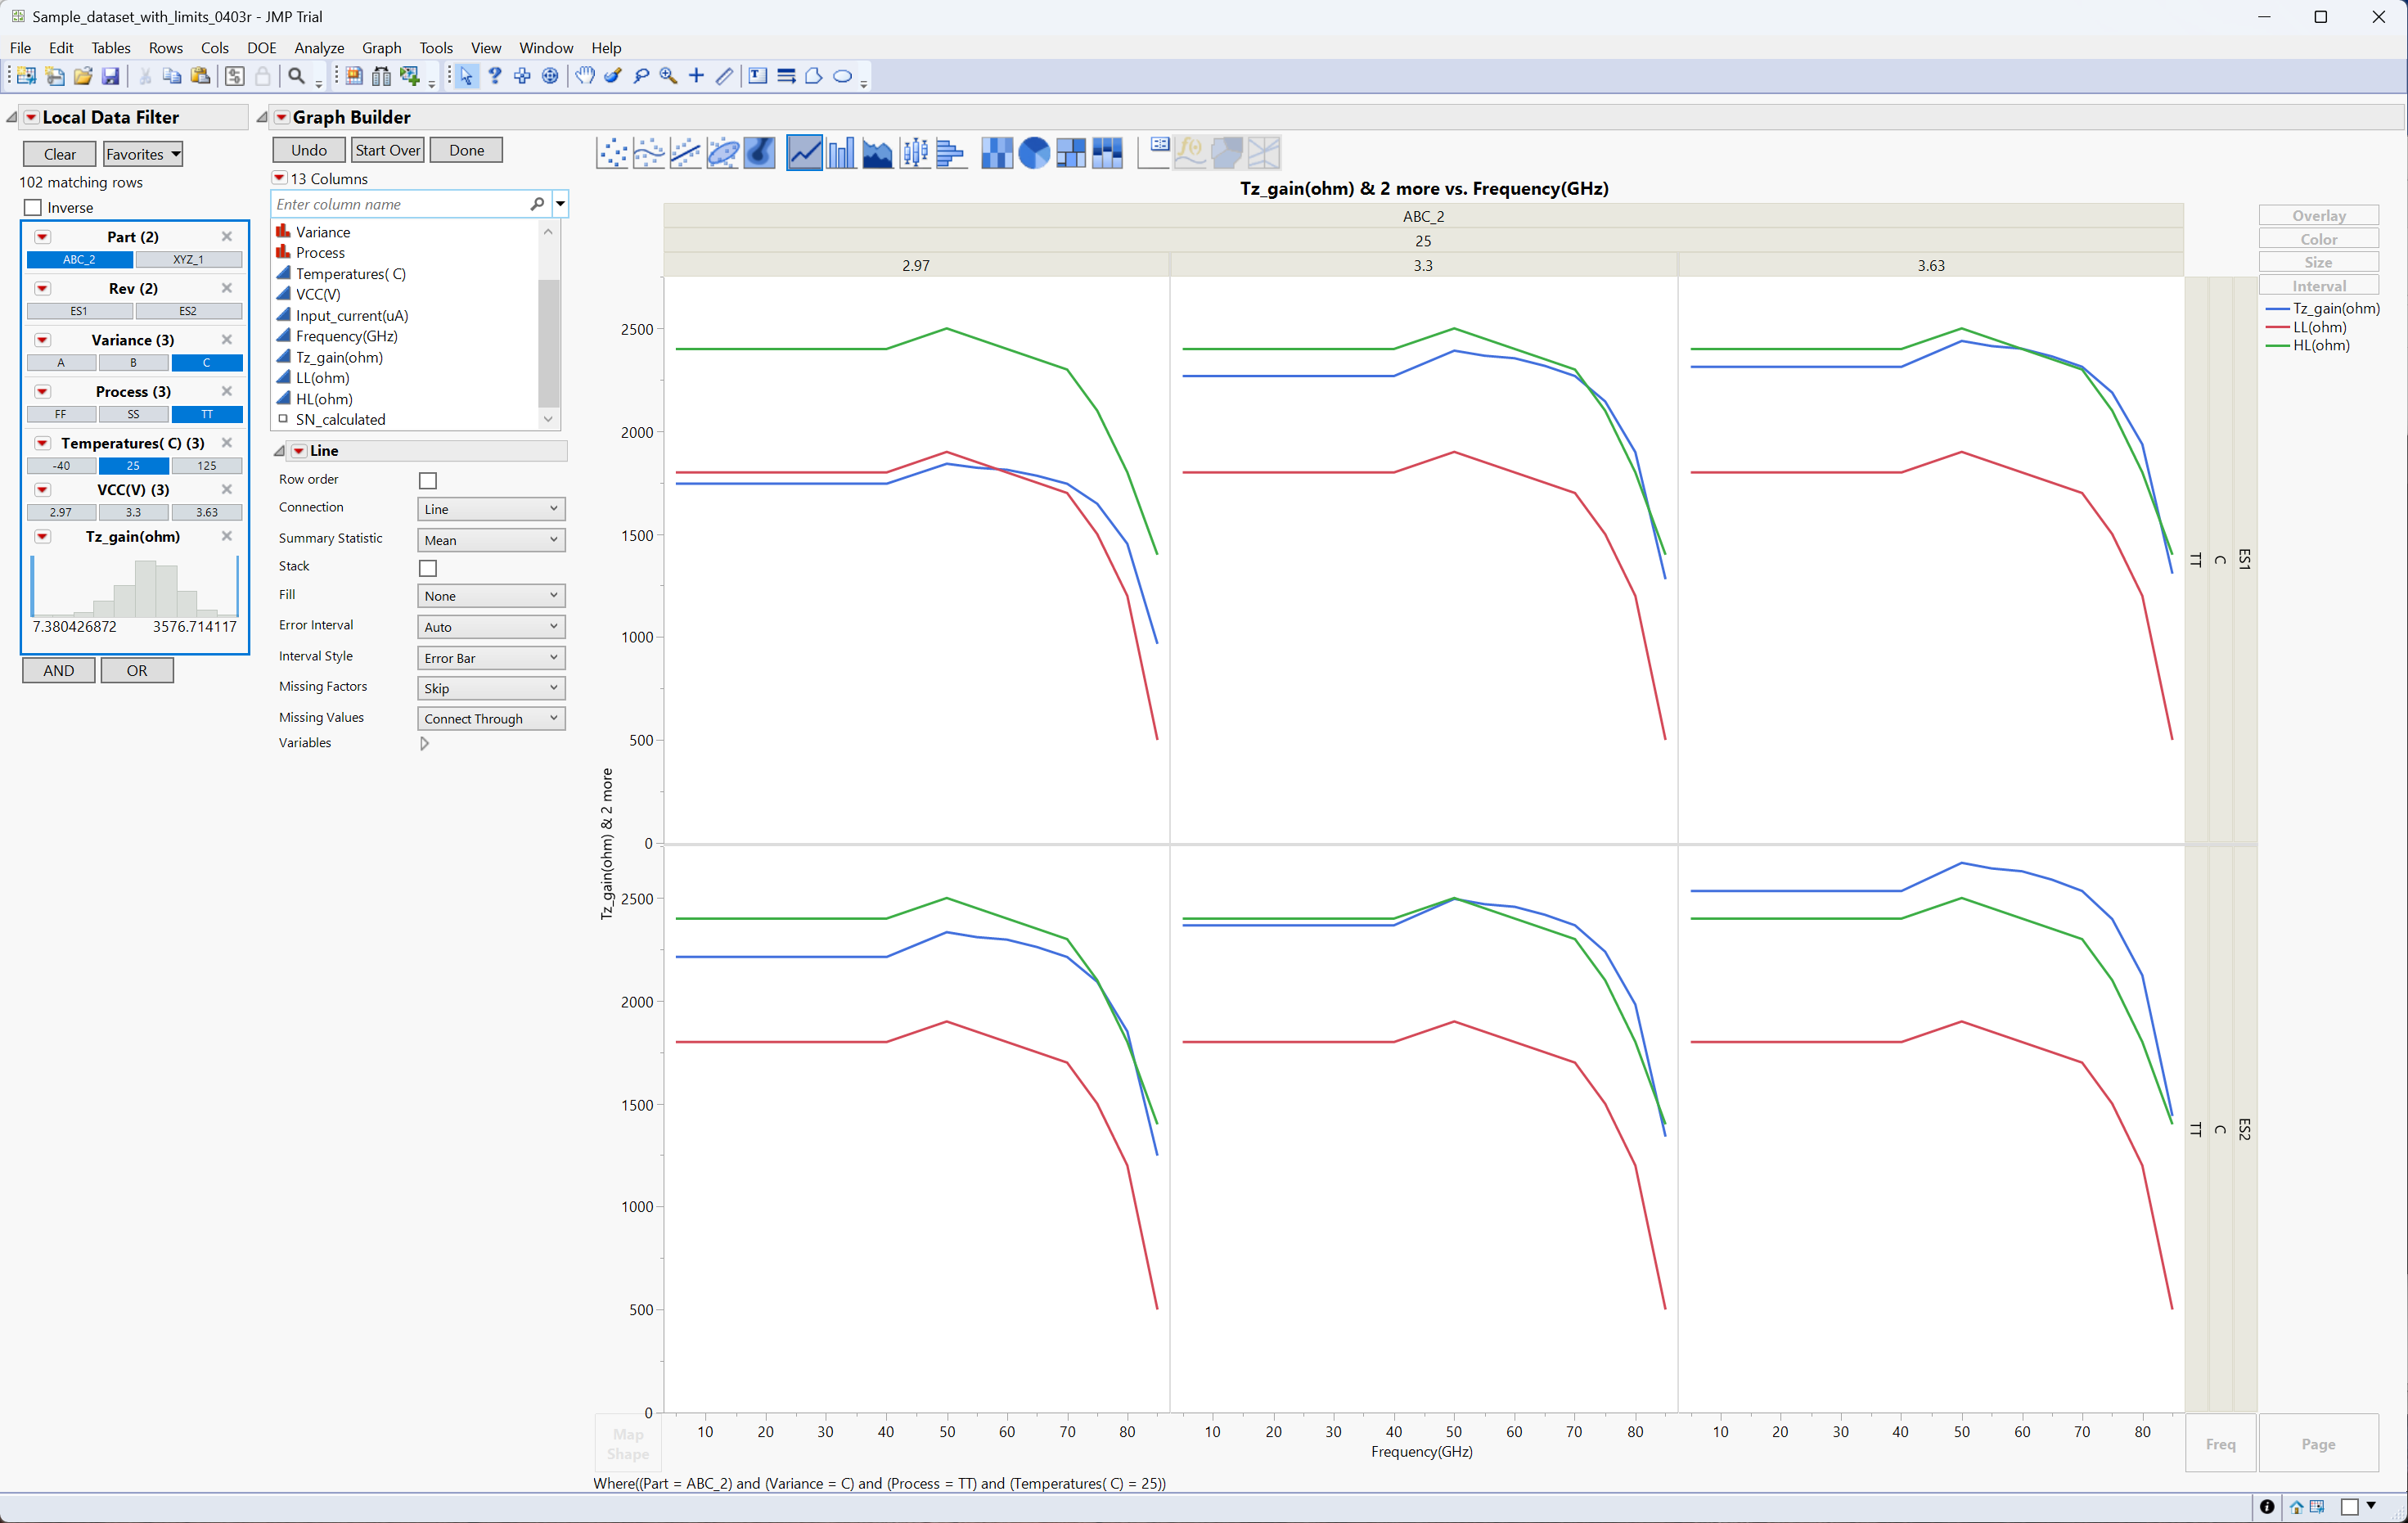 Sample_dataset_with_limits_0403r - JMP Trial
File Edit Tables Rows Cols DOE Analyze Graph Tools View Window Help
Local Data Filter
Clear Favorites
102 matching rows
Inverse
Part (2)
ABC_2 XYZ_1
Rev (2)
ES1 ES2
Variance (3)
A B C
Process (3)
FF SS TT
Temperatures( C) (3)
-40 25 125
VCC(V) (3)
2.97 3.3 3.63
Tz_gain(ohm)
7.380426872 3576.714117
AND OR
Graph Builder
Undo Start Over Done
13 Columns
Enter column name
Variance
Process
Temperatures( C)
VCC(V)
Input_current(uA)
Frequency(GHz)
Tz_gain(ohm)
LL(ohm)
HL(ohm)
SN_calculated
Line
Row order
Connection Line
Summary Statistic Mean
Stack
Fill None
Error Interval Auto
Interval Style Error Bar
Missing Factors Skip
Missing Values Connect Through
Variables
Tz_gain(ohm) & 2 more vs. Frequency(GHz)
ABC_2
25
2.97 3.3 3.63
2500
2000
1500
1000
500
0
TT C ES1
Tz_gain(ohm) & 2 more
2500
2000
1500
1000
500
0
TT C ES2
10 20 30 40 50 60 70 80 10 20 30 40 50 60 70 80 10 20 30 40 50 60 70 80
Frequency(GHz)
Map
Shape
Freq
Page
Overlay
Color
Size
Interval
Tz_gain(ohm)
LL(ohm)
HL(ohm)
Where((Part = ABC_2) and (Variance = C) and (Process = TT) and (Temperatures( C) = 25))